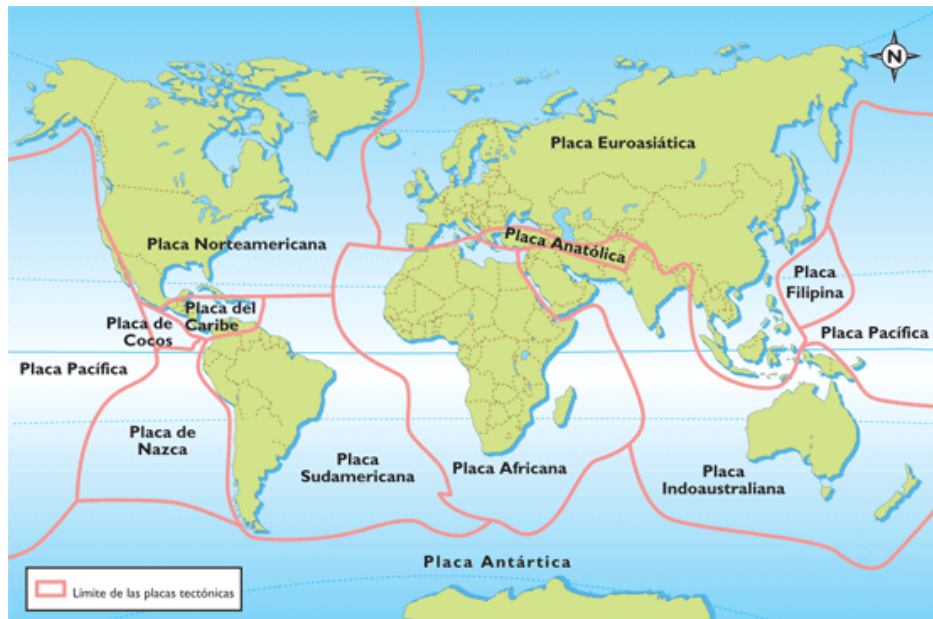 N
Placa Euroasiática
Placa Norteamericana
Placa Anatólica
Placa
Filipina
Placa del
Caribe
Placa de
Cocos
Placa Pacífica
Placa Pacífica
Placa de
Nazca
Placa
Sudamericana
Placa Africana
Placa
Indoaustraliana
Placa Antártica
Límite de las placas tectónicas